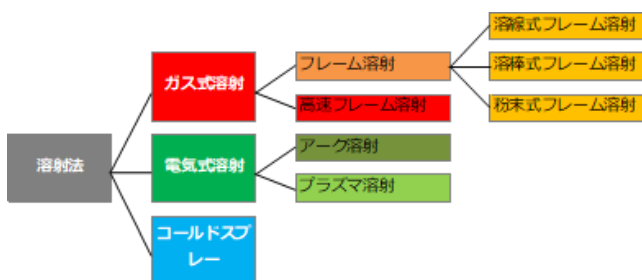 溶射法
ガス式溶射
電気式溶射
コールドスプ
レー
フレーム溶射
高速フレーム溶射
アーク溶射
プラズマ溶射
溶線式フレーム溶射
溶棒式フレーム溶射
粉末式フレーム溶射